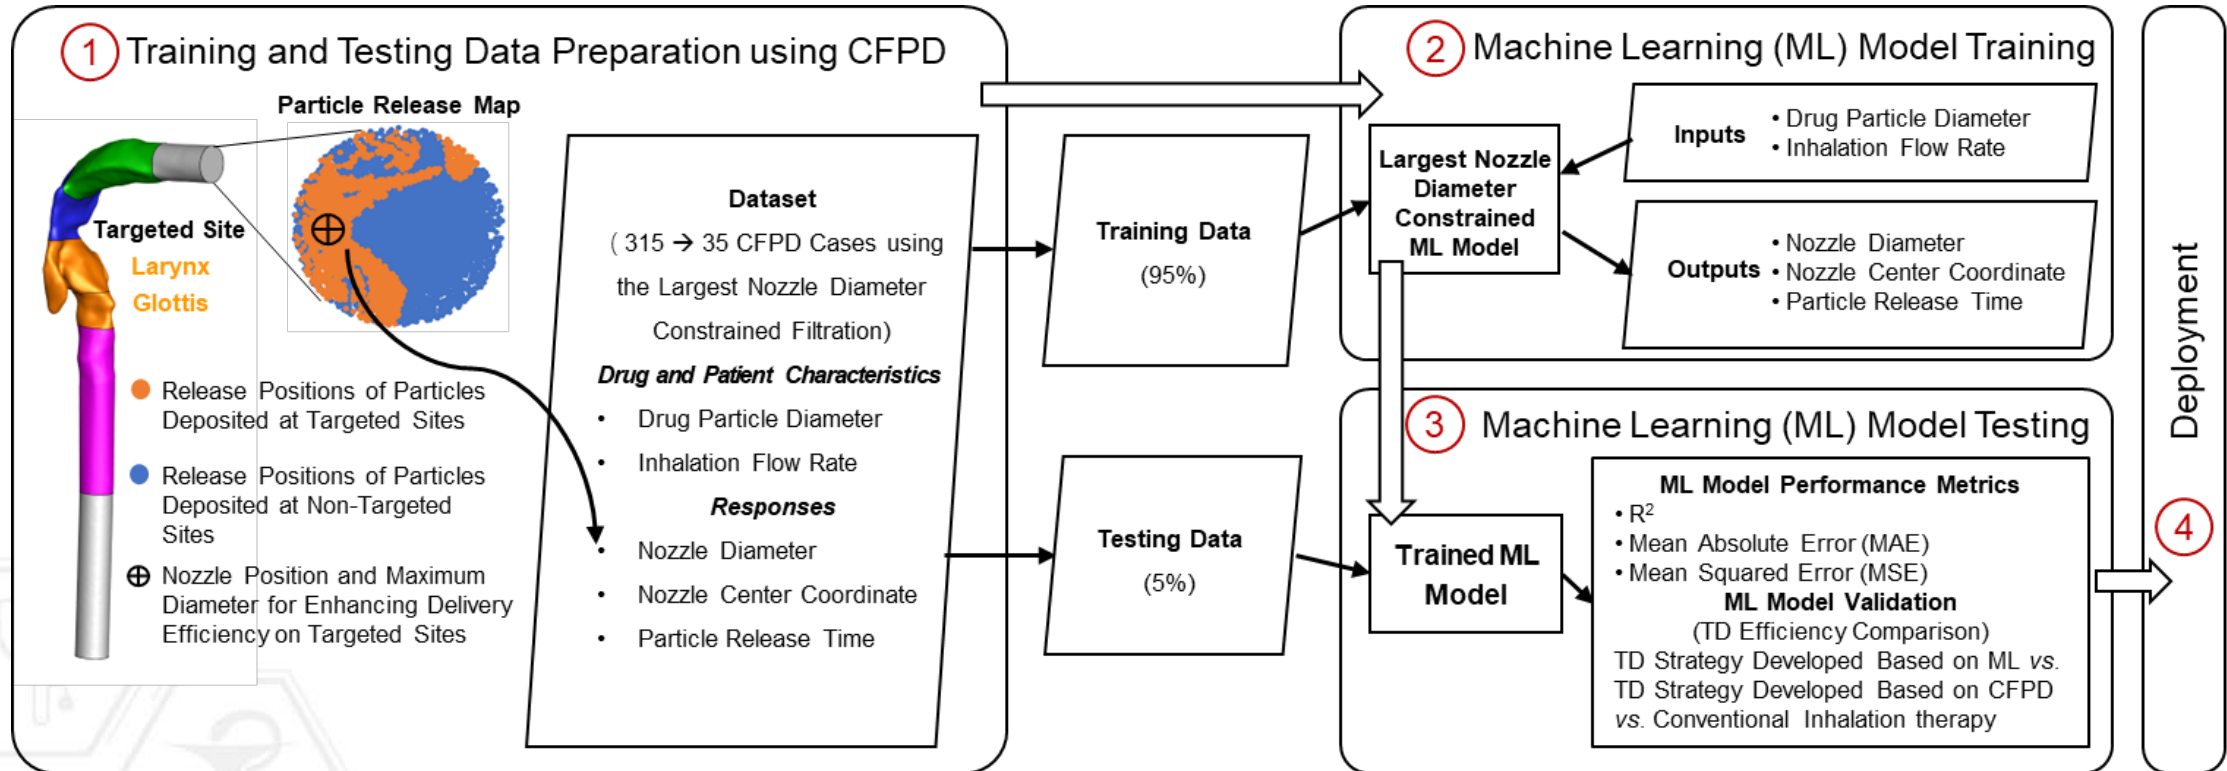 1 Training and Testing Data Preparation using CFPD
Particle Release Map
Targeted Site
Larynx
Glottis
Release Positions of Particles
Deposited at Targeted Sites
Release Positions of Particles
Deposited at Non-Targeted
Sites
Nozzle Position and Maximum
Diameter for Enhancing Delivery
Efficiency on Targeted Sites
Dataset
( 315 → 35 CFPD Cases using
the Largest Nozzle Diameter
Constrained Filtration)
Drug and Patient Characteristics
• Drug Particle Diameter
• Inhalation Flow Rate
Responses
• Nozzle Diameter
• Nozzle Center Coordinate
• Particle Release Time
Training Data
(95%)
Testing Data
(5%)
2 Machine Learning (ML) Model Training
Largest Nozzle
Diameter
Constrained
ML Model
Inputs
• Drug Particle Diameter
• Inhalation Flow Rate
Outputs
• Nozzle Diameter
• Nozzle Center Coordinate
• Particle Release Time
3 Machine Learning (ML) Model Testing
Trained ML
Model
ML Model Performance Metrics
• R²
• Mean Absolute Error (MAE)
• Mean Squared Error (MSE)
ML Model Validation
(TD Efficiency Comparison)
TD Strategy Developed Based on ML vs.
TD Strategy Developed Based on CFPD
vs. Conventional Inhalation therapy
4
Deployment